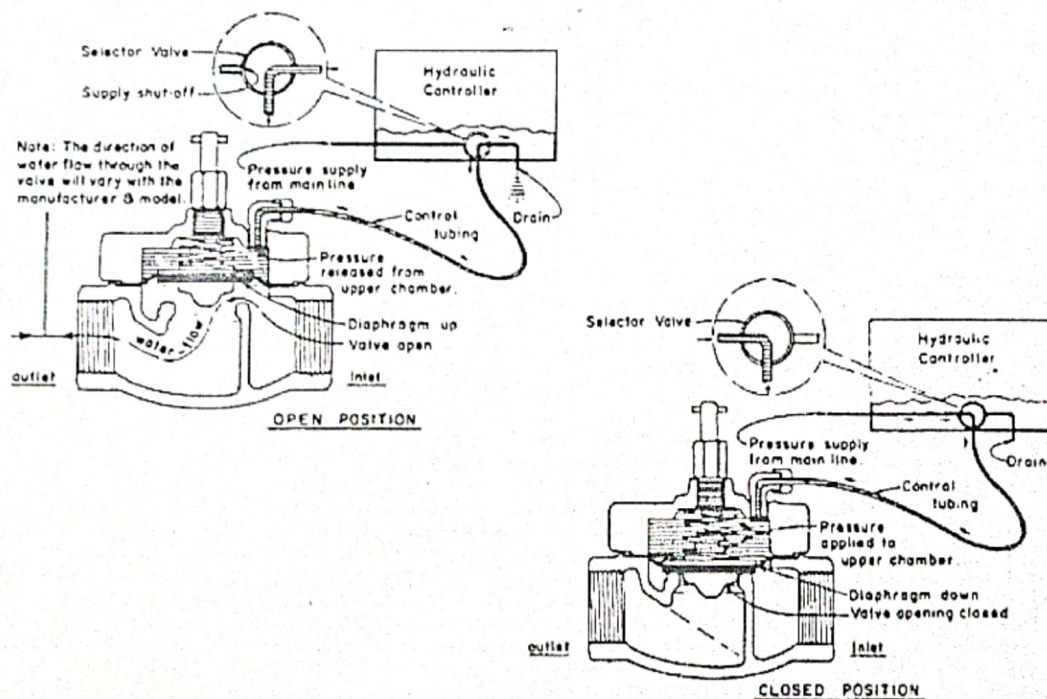 Selector Valve
Supply shut-off
Hydraulic
Controller
Note: The direction of
water flow through the
valve will vary with the
manufacturer & model.
Pressure supply
from main line
Control
tubing
Drain
Pressure
released from
upper chamber.
Diaphragm up
Valve open
water flow
outlet
Inlet
OPEN POSITION
Selector Valve
Hydraulic
Controller
Pressure supply
from main line.
Drain
Control
tubing
Pressure
applied to
upper chamber.
Diaphragm down
Valve opening closed
outlet
Inlet
CLOSED POSITION